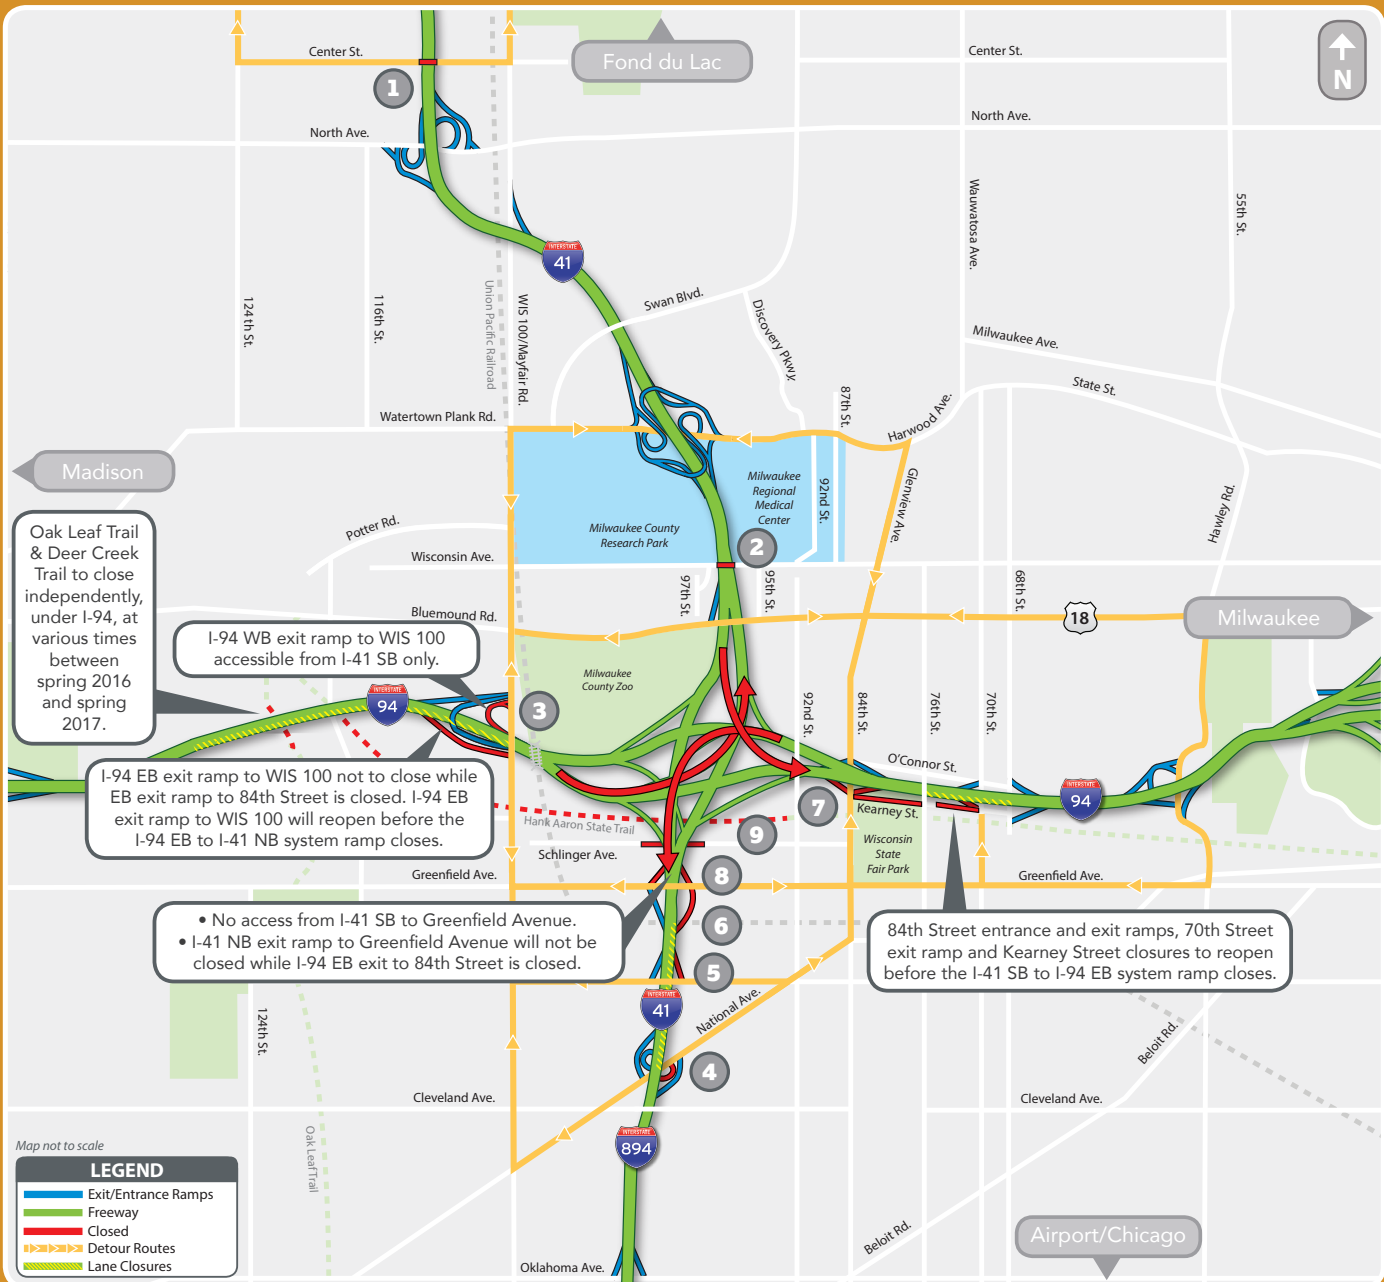 Center St.
Fond du Lac
Center St.
N
1
North Ave.
North Ave.
INTERSTATE
41
Wauwatosa Ave.
55th St.
124 th St.
116th St.
Union Pacific Railroad
WIS 100/Mayfair Rd.
Swan Blvd.
Discovery Pkwy.
Milwaukee Ave.
State St.
87th St.
Harwood Ave.
Watertown Plank Rd.
Madison
Milwaukee
Regional
Medical
Center
92nd St.
Glenview Ave.
Hawley Rd.
Oak Leaf Trail
& Deer Creek
Trail to close
independently,
under I-94, at
various times
between
spring 2016
and spring
2017.
Potter Rd.
Milwaukee County
Research Park
Wisconsin Ave.
2
97th St.
95th St.
68th St.
Bluemound Rd.
18
Milwaukee
I-94 WB exit ramp to WIS 100
accessible from I-41 SB only.
Milwaukee
County Zoo
INTERSTATE
94
3
92nd St.
84th St.
76th St.
70th St.
O'Connor St.
I-94 EB exit ramp to WIS 100 not to close while
EB exit ramp to 84th Street is closed. I-94 EB
exit ramp to WIS 100 will reopen before the
I-94 EB to I-41 NB system ramp closes.
INTERSTATE
94
7
Kearney St.
Hank Aaron State Trail
9
Schlinger Ave.
Wisconsin
State
Fair Park
Greenfield Ave.
8
Greenfield Ave.
• No access from I-41 SB to Greenfield Avenue.
• I-41 NB exit ramp to Greenfield Avenue will not be
closed while I-94 EB exit to 84th Street is closed.
6
84th Street entrance and exit ramps, 70th Street
exit ramp and Kearney Street closures to reopen
before the I-41 SB to I-94 EB system ramp closes.
5
INTERSTATE
41
National Ave.
124th St.
Beloit Rd.
4
Cleveland Ave.
Cleveland Ave.
INTERSTATE
894
Oak Leaf Trail
Map not to scale
LEGEND
Exit/Entrance Ramps
Freeway
Closed
Detour Routes
Lane Closures
Beloit Rd.
Airport/Chicago
Oklahoma Ave.